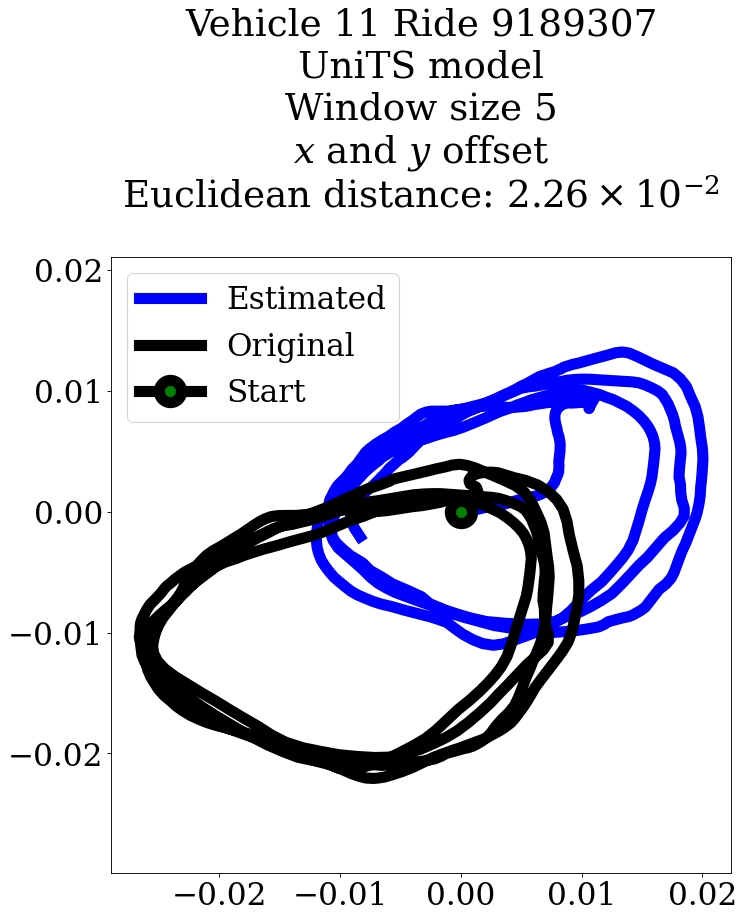 Vehicle 11 Ride 9189307
UniTS model
Window size 5
x and y offset
Euclidean distance: 2.26 × 10⁻²
0.02
0.01
0.00
−0.01
−0.02
Estimated
Original
Start
−0.02 −0.01 0.00 0.01 0.02